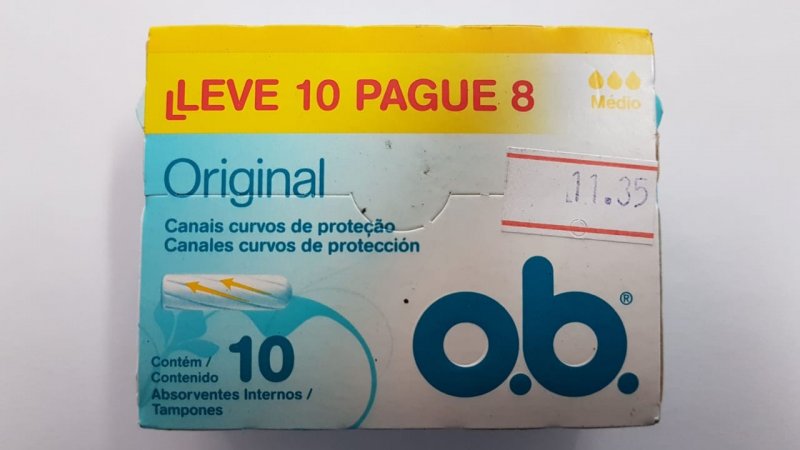 LLEVE 10 PAGUE 8
Médio
Original
11.35
Canais curvos de proteção
Canales curvos de protección
o.b.®
Contém /
Contenido
10
Absorventes Internos /
Tampones